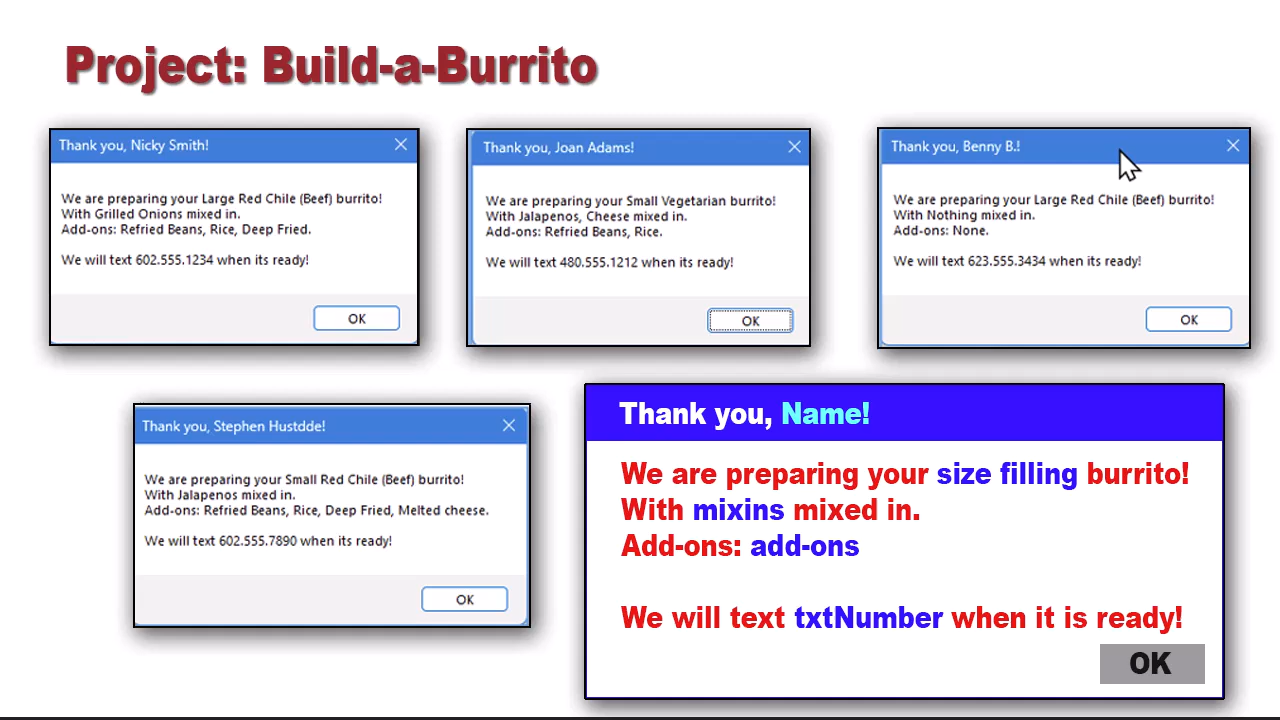 Project: Build-a-Burrito
Thank you, Nicky Smith!
We are preparing your Large Red Chile (Beef) burrito!
With Grilled Onions mixed in.
Add-ons: Refried Beans, Rice, Deep Fried.
We will text 602.555.1234 when its ready!
OK
Thank you, Joan Adams!
We are preparing your Small Vegetarian burrito!
With Jalapenos, Cheese mixed in.
Add-ons: Refried Beans, Rice.
We will text 480.555.1212 when its ready!
OK
Thank you, Benny B.!
We are preparing your Large Red Chile (Beef) burrito!
With Nothing mixed in.
Add-ons: None.
We will text 623.555.3434 when its ready!
OK
Thank you, Stephen Hustdde!
We are preparing your Small Red Chile (Beef) burrito!
With Jalapenos mixed in.
Add-ons: Refried Beans, Rice, Deep Fried, Melted cheese.
We will text 602.555.7890 when its ready!
OK
Thank you, Name!
We are preparing your size filling burrito!
With mixins mixed in.
Add-ons: add-ons
We will text txtNumber when it is ready!
OK